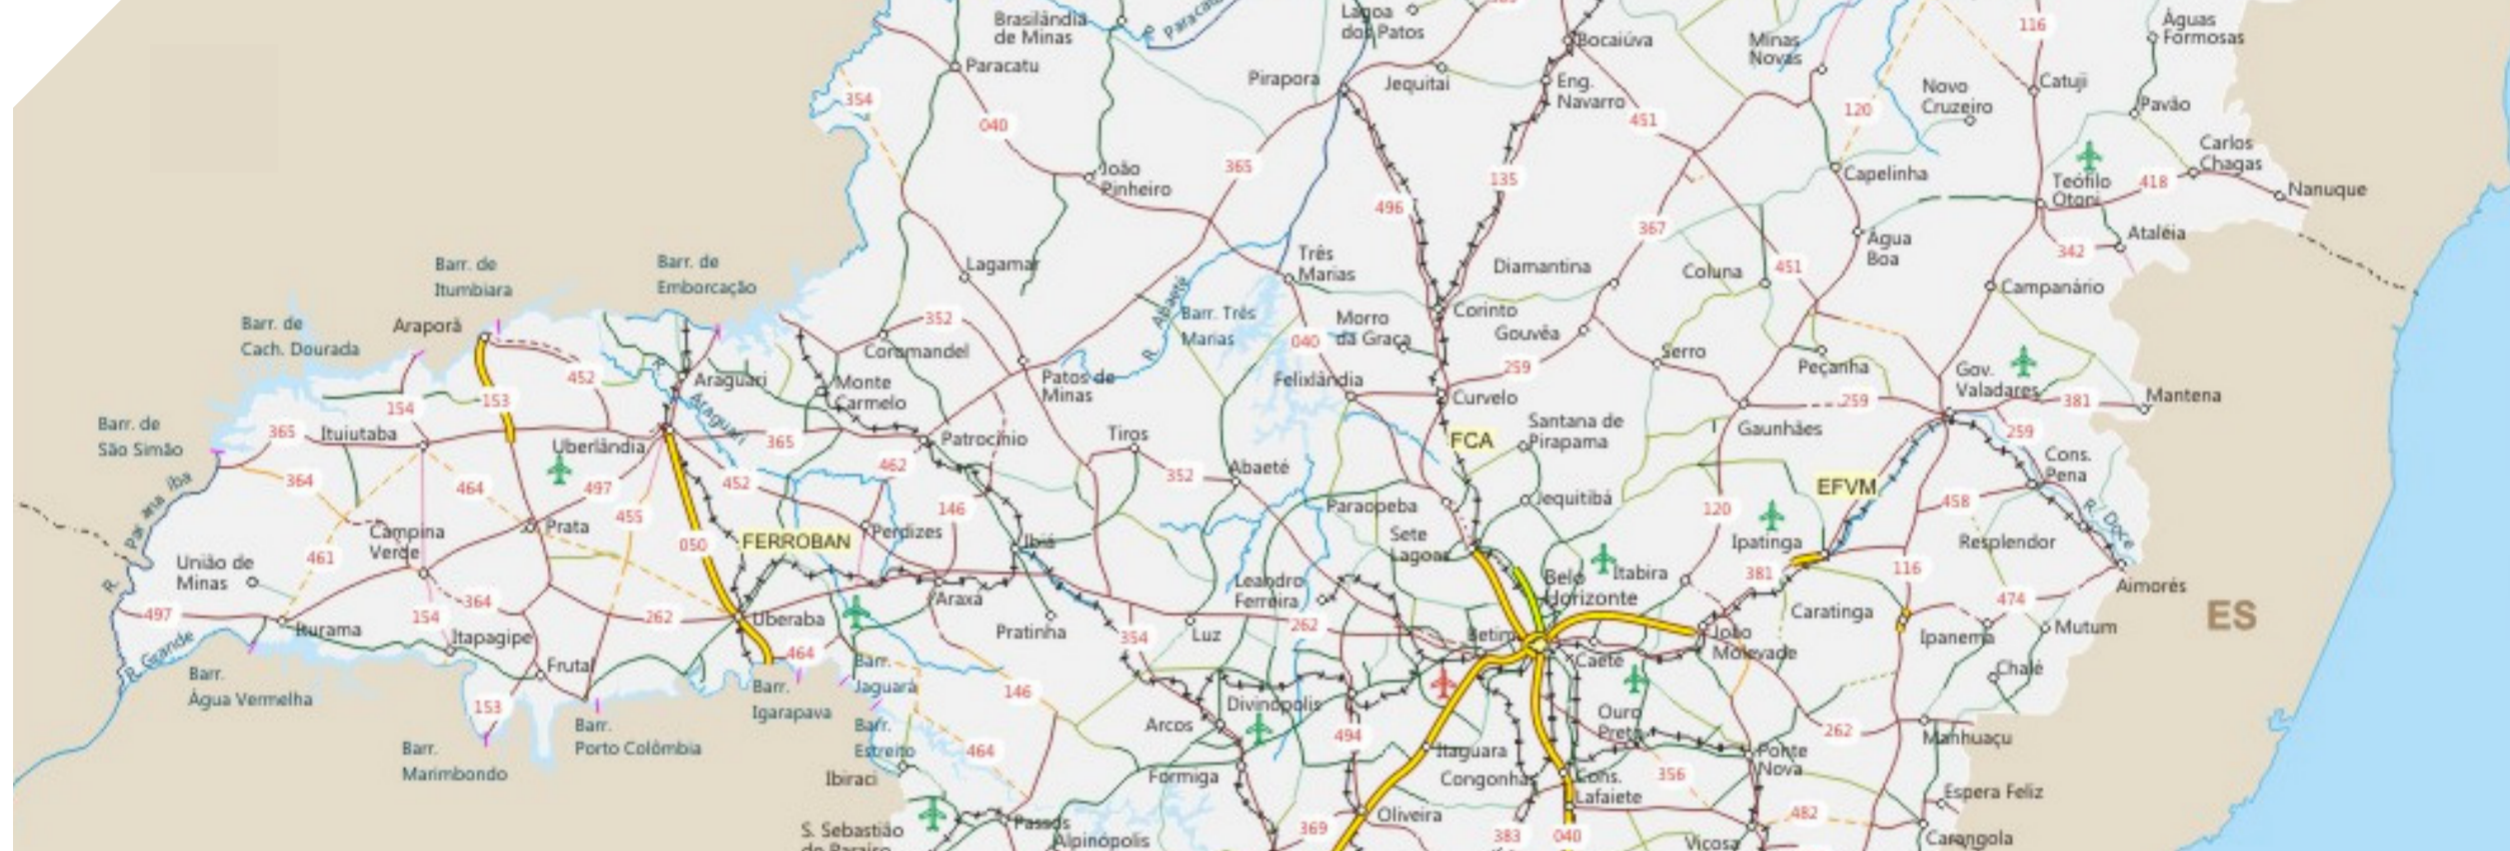 Brasilândia
de Minas
R. Paracatu
Lagoa
dos Patos
116
Águas
Formosas
Bocaiúva
Minas
Novas
Paracatu
Pirapora
Jequitaí
Eng.
Navarro
Catuji
Novo
Cruzeiro
Pavão
354
040
451
120
João
Pinheiro
365
135
Capelinha
Carlos
Chagas
Teófilo
Otoni
418
Nanuque
496
367
Água
Boa
342
Ataléia
Barr. de
Itumbiara
Barr. de
Emborcação
Lagamar
Três
Marias
Diamantina
Coluna
451
Campanário
R. Abaeté
Barr. Três
Marias
Barr. de
Cach. Dourada
Araporã
352
Coromandel
Corinto
Morro
da Graça
Gouvêa
040
Serro
Peçanha
452
Araguari
R. Araguari
Monte
Carmelo
Patos de
Minas
Felixlândia
259
Gov.
Valadares
154
153
Curvelo
259
381
Mantena
Barr. de
São Simão
365
Ituiutaba
Uberlândia
365
Patrocínio
Tiros
FCA
Santana de
Pirapama
Gaunhães
259
Cons.
Pena
364
464
497
452
462
352
Abaeté
EFVM
R. Paranaíba
455
146
Paraopeba
Jequitibá
120
458
R. Doce
Campina
Verde
Prata
050
FERROBAN
Perdizes
Ibiá
Sete
Lagoas
Ipatinga
Resplendor
União de
Minas
461
Leandro
Ferreira
Belo
Horizonte
Itabira
381
116
Aimorés
497
Iturama
154
364
262
Uberaba
Araxá
Pratinha
354
Luz
262
Betim
Caeté
João
Molevade
Caratinga
Ipanema
474
Mutum
ES
R. Grande
Itapagipe
Frutal
464
Barr.
Água Vermelha
Barr.
Jaguara
Barr.
Igarapava
146
Divinópolis
Chalé
153
Barr.
Porto Colômbia
Barr.
Marimbondo
Barr.
Estreito
Ibiraci
464
Arcos
494
Itaguara
Ouro
Preto
262
Manhuaçu
Formiga
Congonhas
Cons.
Lafaiete
356
Ponte
Nova
Espera Feliz
S. Sebastião
do Paraíso
Passos
Alpinópolis
369
Oliveira
383
040
482
Viçosa
Carangola